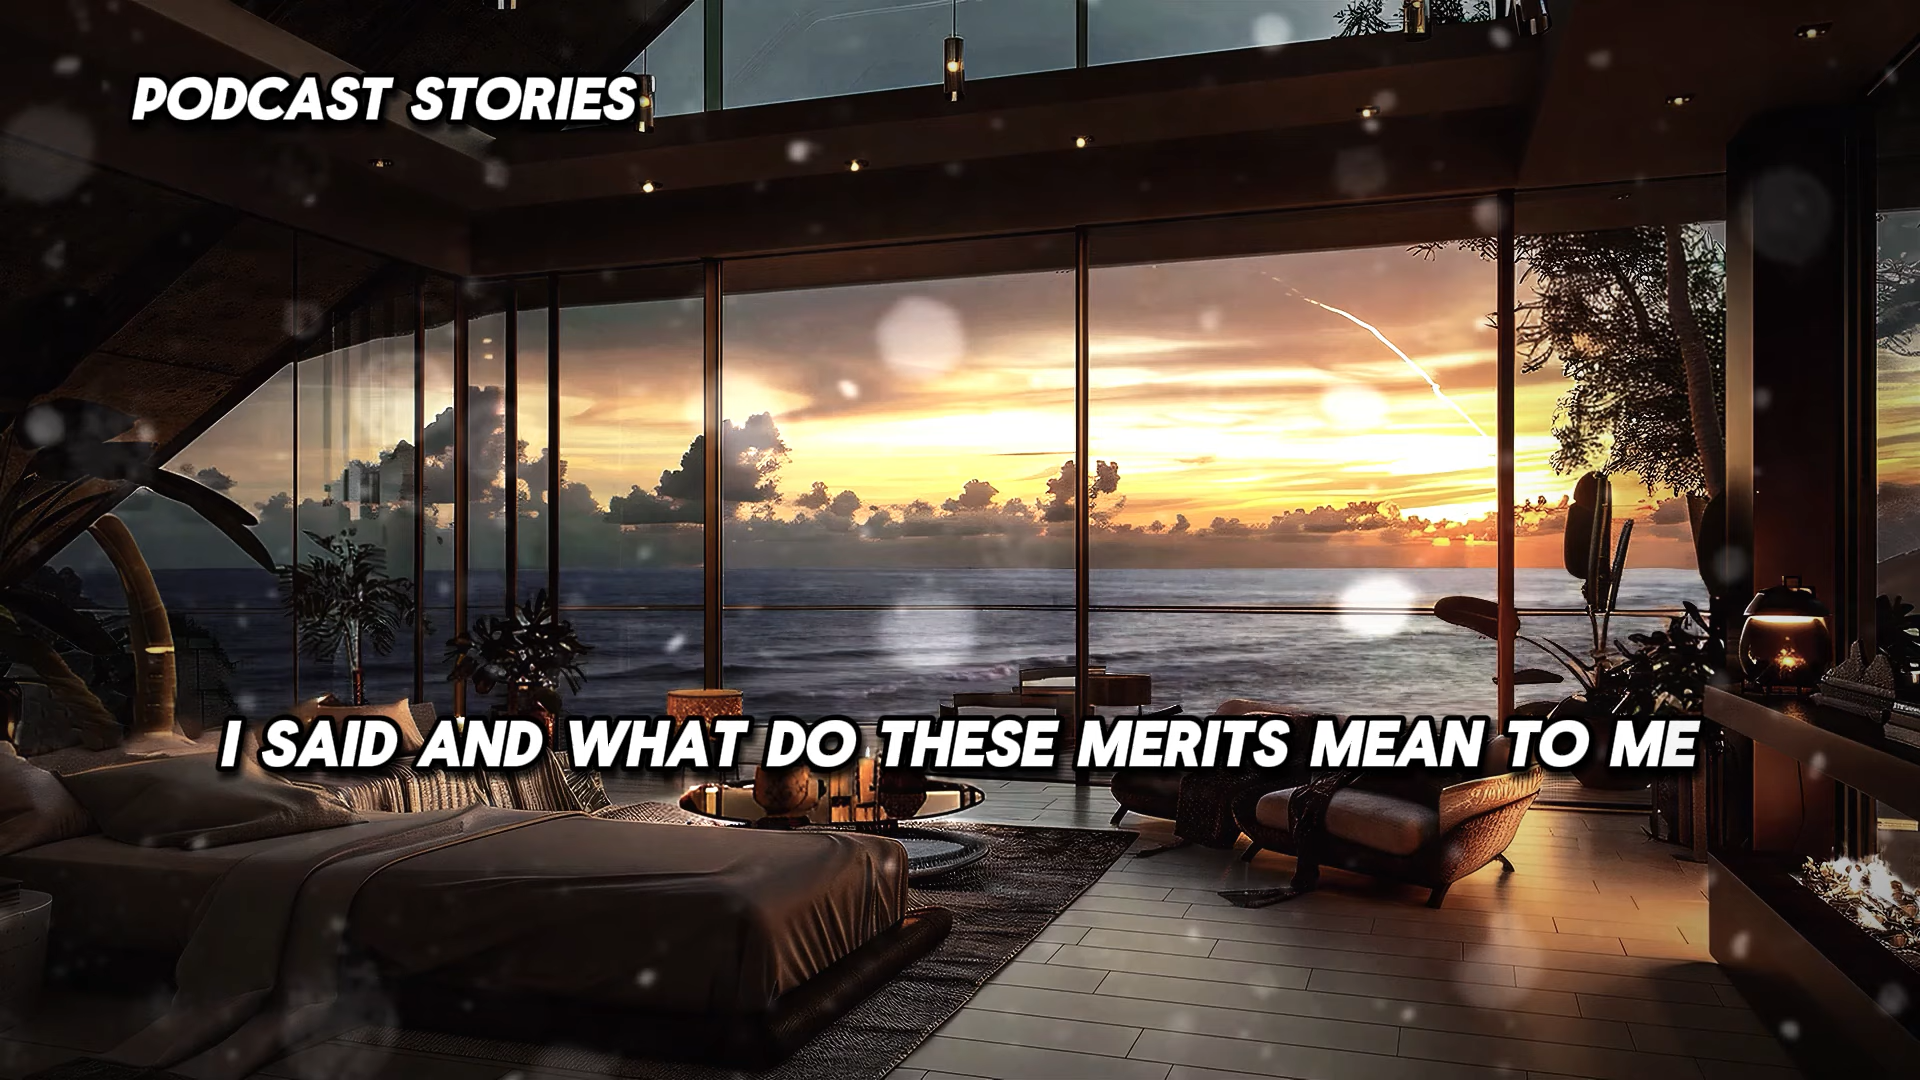 PODCAST STORIES
I SAID AND WHAT DO THESE MERITS MEAN TO ME